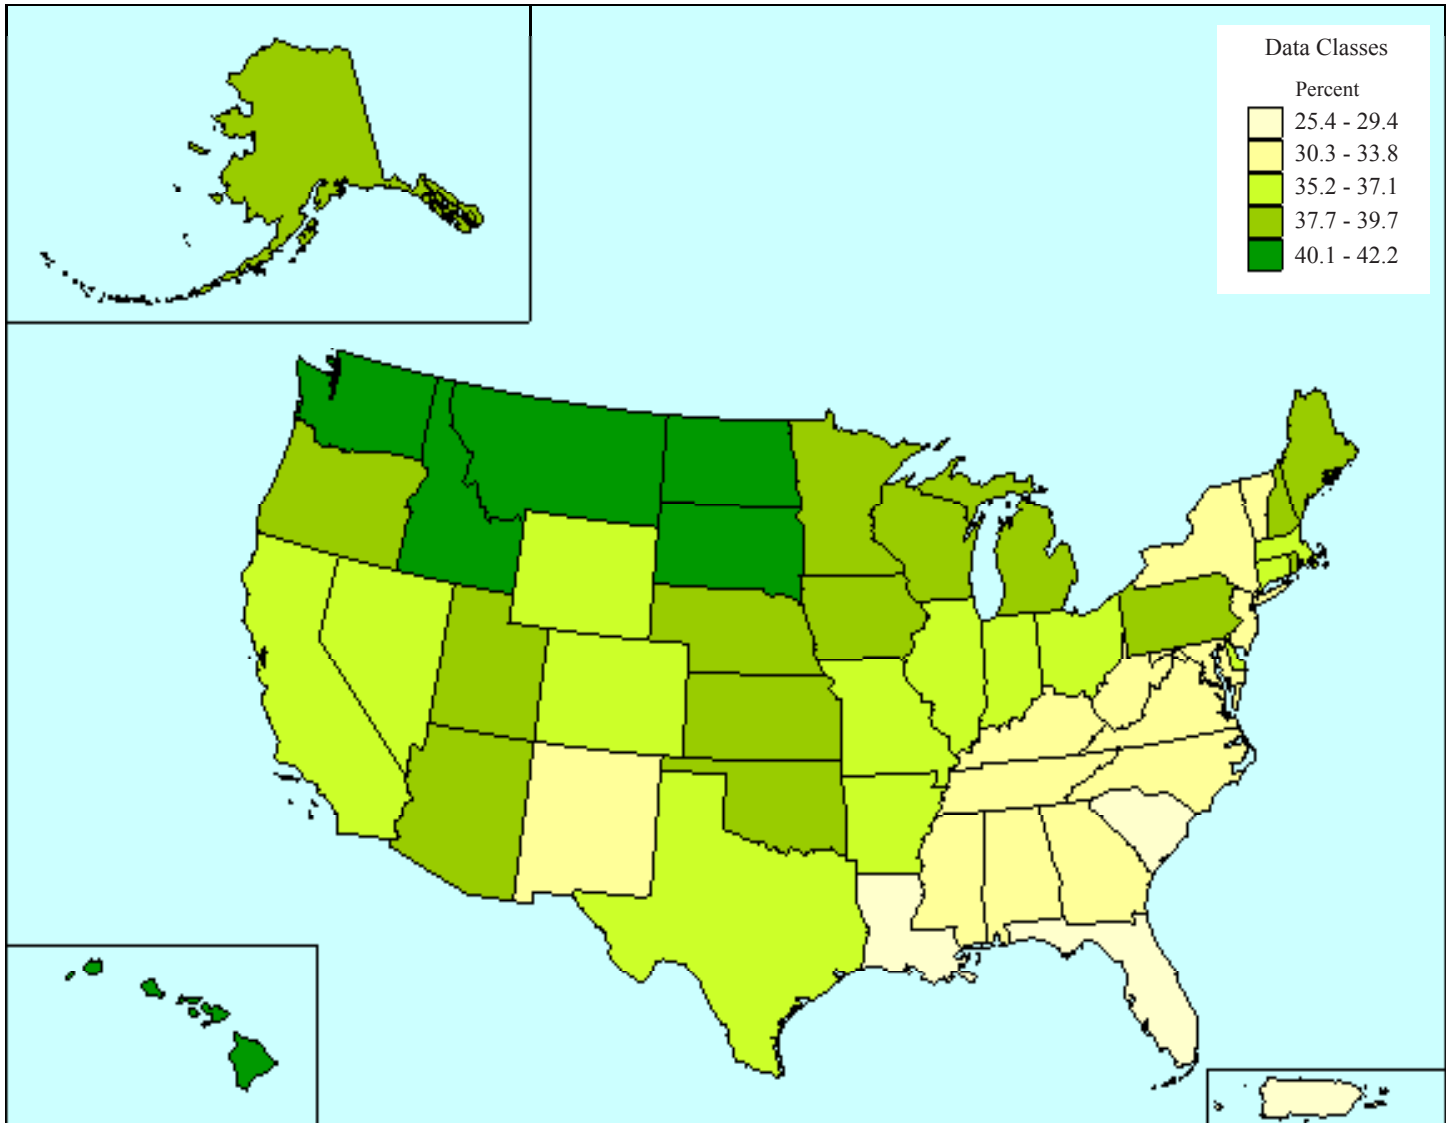 Data Classes
Percent
25.4 - 29.4
30.3 - 33.8
35.2 - 37.1
37.7 - 39.7
40.1 - 42.2